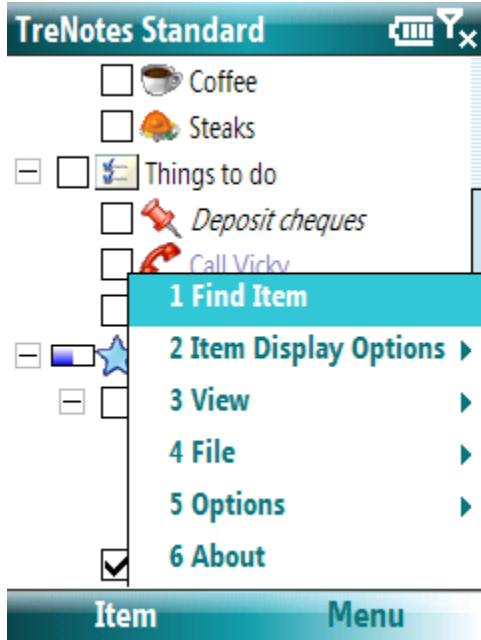 TreNotes Standard
Coffee
Steaks
Things to do
Deposit cheques
Call Vicky
1 Find Item
2 Item Display Options
3 View
4 File
5 Options
6 About
Item Menu